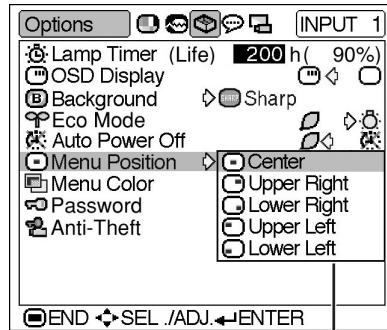 Options INPUT 1
Lamp Timer (Life) 200 h ( 90%)
OSD Display
B Background SHARP Sharp
Eco Mode
Auto Power Off
Menu Position Center
Menu Color Upper Right
Password Lower Right
Anti-Theft Upper Left
Lower Left
END SEL ./ADJ. ENTER